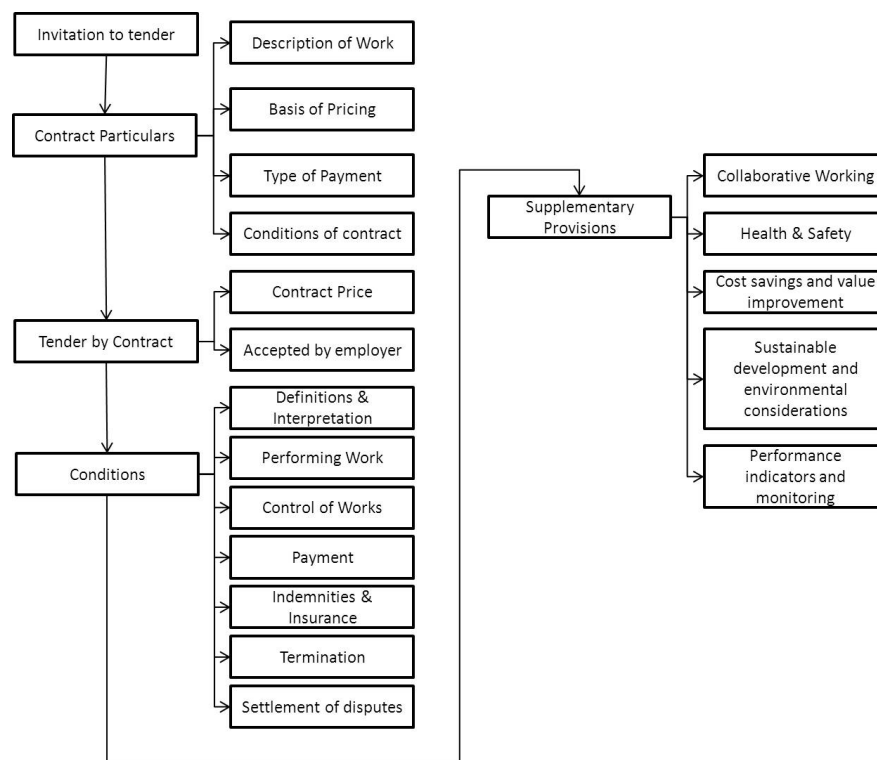 Invitation to tender
Contract Particulars
Description of Work
Basis of Pricing
Type of Payment
Conditions of contract
Tender by Contract
Contract Price
Accepted by employer
Conditions
Definitions &
Interpretation
Performing Work
Control of Works
Payment
Indemnities &
Insurance
Termination
Settlement of disputes
Supplementary
Provisions
Collaborative Working
Health & Safety
Cost savings and value
improvement
Sustainable
development and
environmental
considerations
Performance
indicators and
monitoring